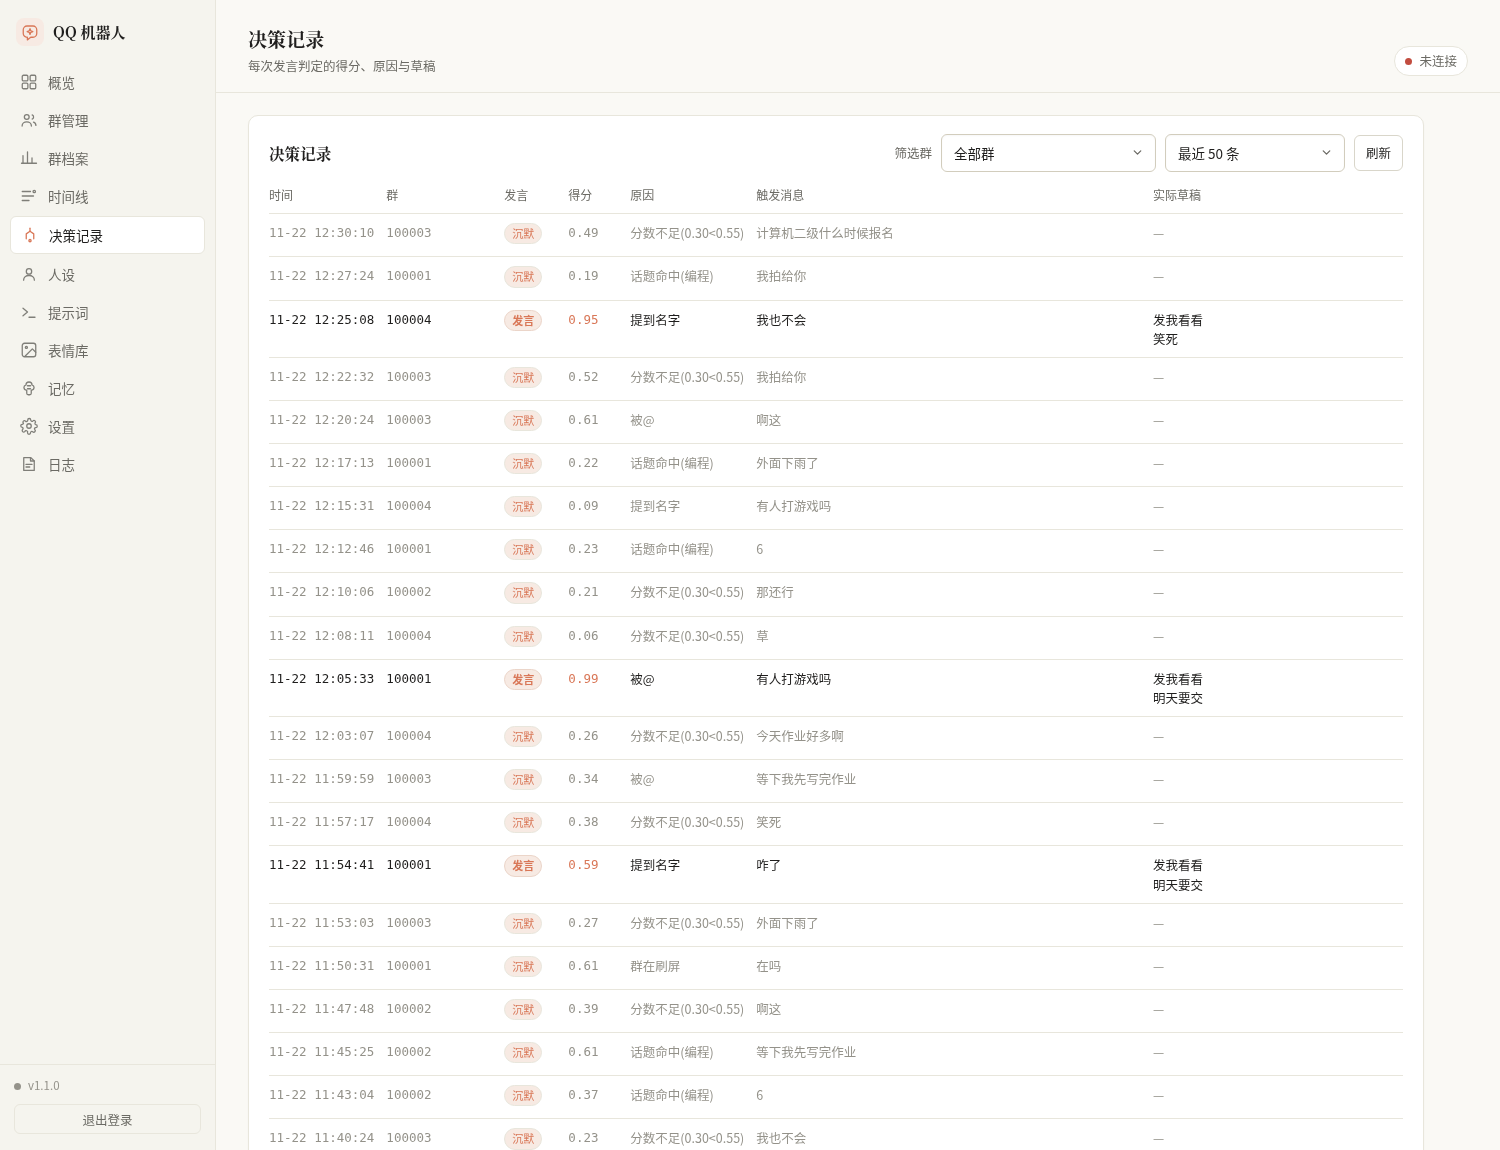 QQ 机器人
概览
群管理
群档案
时间线
决策记录
人设
提示词
表情库
记忆
设置
日志
v1.1.0
退出登录
决策记录
每次发言判定的得分、原因与草稿
未连接
决策记录
筛选群 全部群 最近 50 条 刷新
时间 群 发言 得分 原因 触发消息 实际草稿
11-22 12:30:10 100003 沉默 0.49 分数不足(0.30<0.55) 计算机二级什么时候报名 —
11-22 12:27:24 100001 沉默 0.19 话题命中(编程) 我拍给你 —
11-22 12:25:08 100004 发言 0.95 提到名字 我也不会 发我看看
笑死
11-22 12:22:32 100003 沉默 0.52 分数不足(0.30<0.55) 我拍给你 —
11-22 12:20:24 100003 沉默 0.61 被@ 啊这 —
11-22 12:17:13 100001 沉默 0.22 话题命中(编程) 外面下雨了 —
11-22 12:15:31 100004 沉默 0.09 提到名字 有人打游戏吗 —
11-22 12:12:46 100001 沉默 0.23 话题命中(编程) 6 —
11-22 12:10:06 100002 沉默 0.21 分数不足(0.30<0.55) 那还行 —
11-22 12:08:11 100004 沉默 0.06 分数不足(0.30<0.55) 草 —
11-22 12:05:33 100001 发言 0.99 被@ 有人打游戏吗 发我看看
明天要交
11-22 12:03:07 100004 沉默 0.26 分数不足(0.30<0.55) 今天作业好多啊 —
11-22 11:59:59 100003 沉默 0.34 被@ 等下我先写完作业 —
11-22 11:57:17 100004 沉默 0.38 分数不足(0.30<0.55) 笑死 —
11-22 11:54:41 100001 发言 0.59 提到名字 咋了 发我看看
明天要交
11-22 11:53:03 100003 沉默 0.27 分数不足(0.30<0.55) 外面下雨了 —
11-22 11:50:31 100001 沉默 0.61 群在刷屏 在吗 —
11-22 11:47:48 100002 沉默 0.39 分数不足(0.30<0.55) 啊这 —
11-22 11:45:25 100002 沉默 0.61 话题命中(编程) 等下我先写完作业 —
11-22 11:43:04 100002 沉默 0.37 话题命中(编程) 6 —
11-22 11:40:24 100003 沉默 0.23 分数不足(0.30<0.55) 我也不会 —